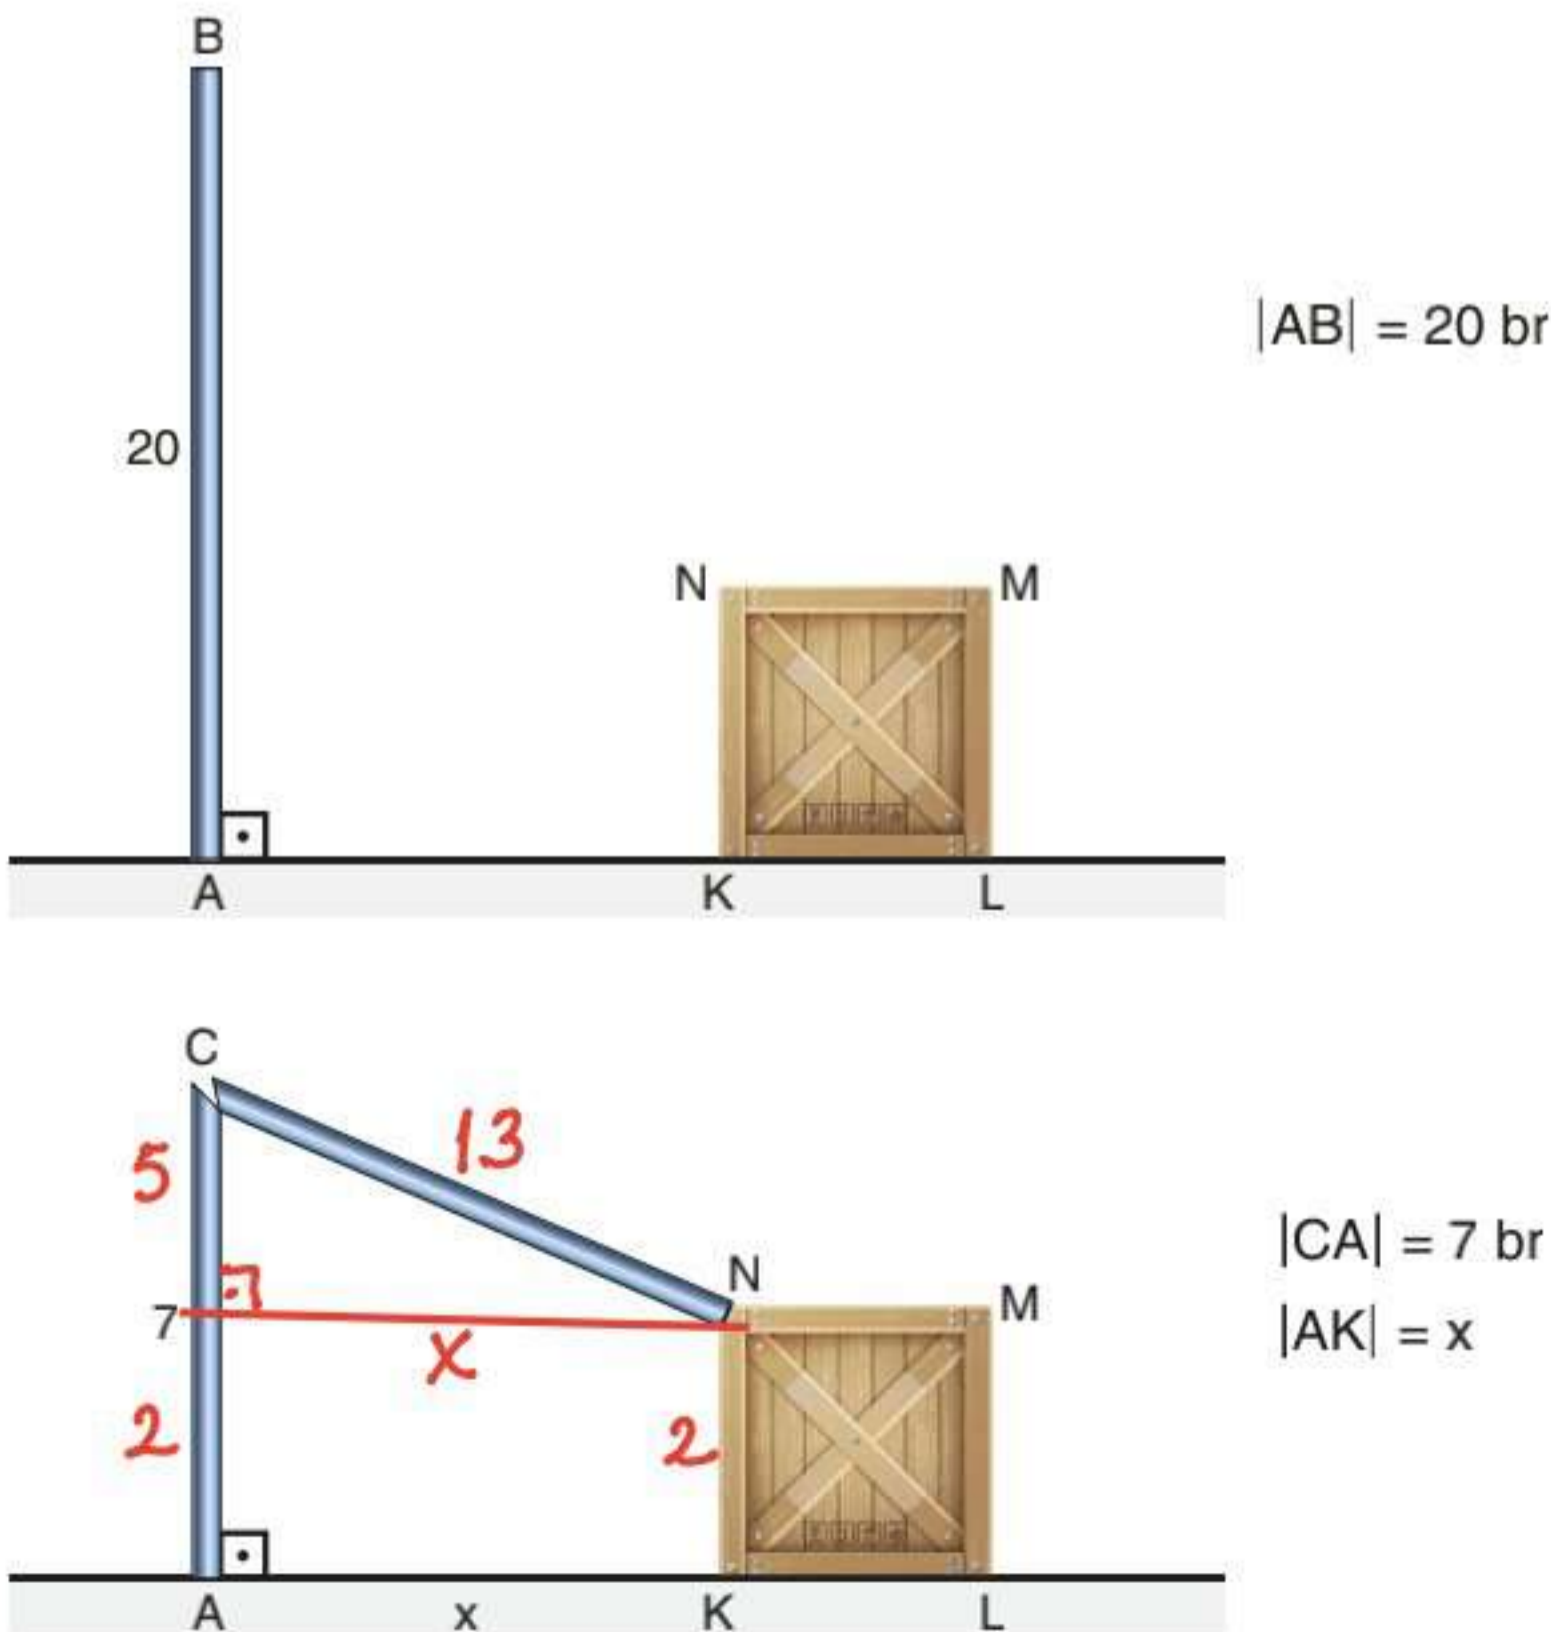 B
|AB| = 20 br
20
N M
A K L
C
13
5
|CA| = 7 br
N
M
7
|AK| = x
x
2
2
A x K L